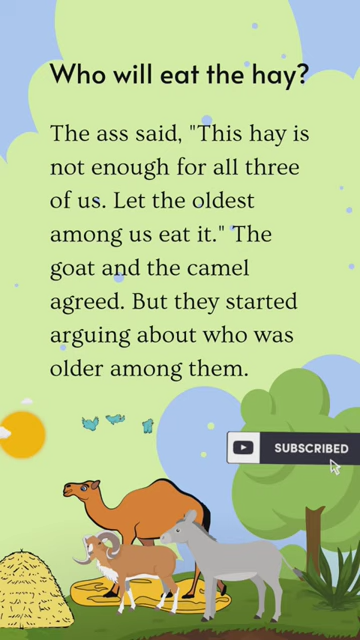 Who will eat the hay?
The ass said, "This hay is
not enough for all three
of us. Let the oldest
among us eat it." The
goat and the camel
agreed. But they started
arguing about who was
older among them.
SUBSCRIBED